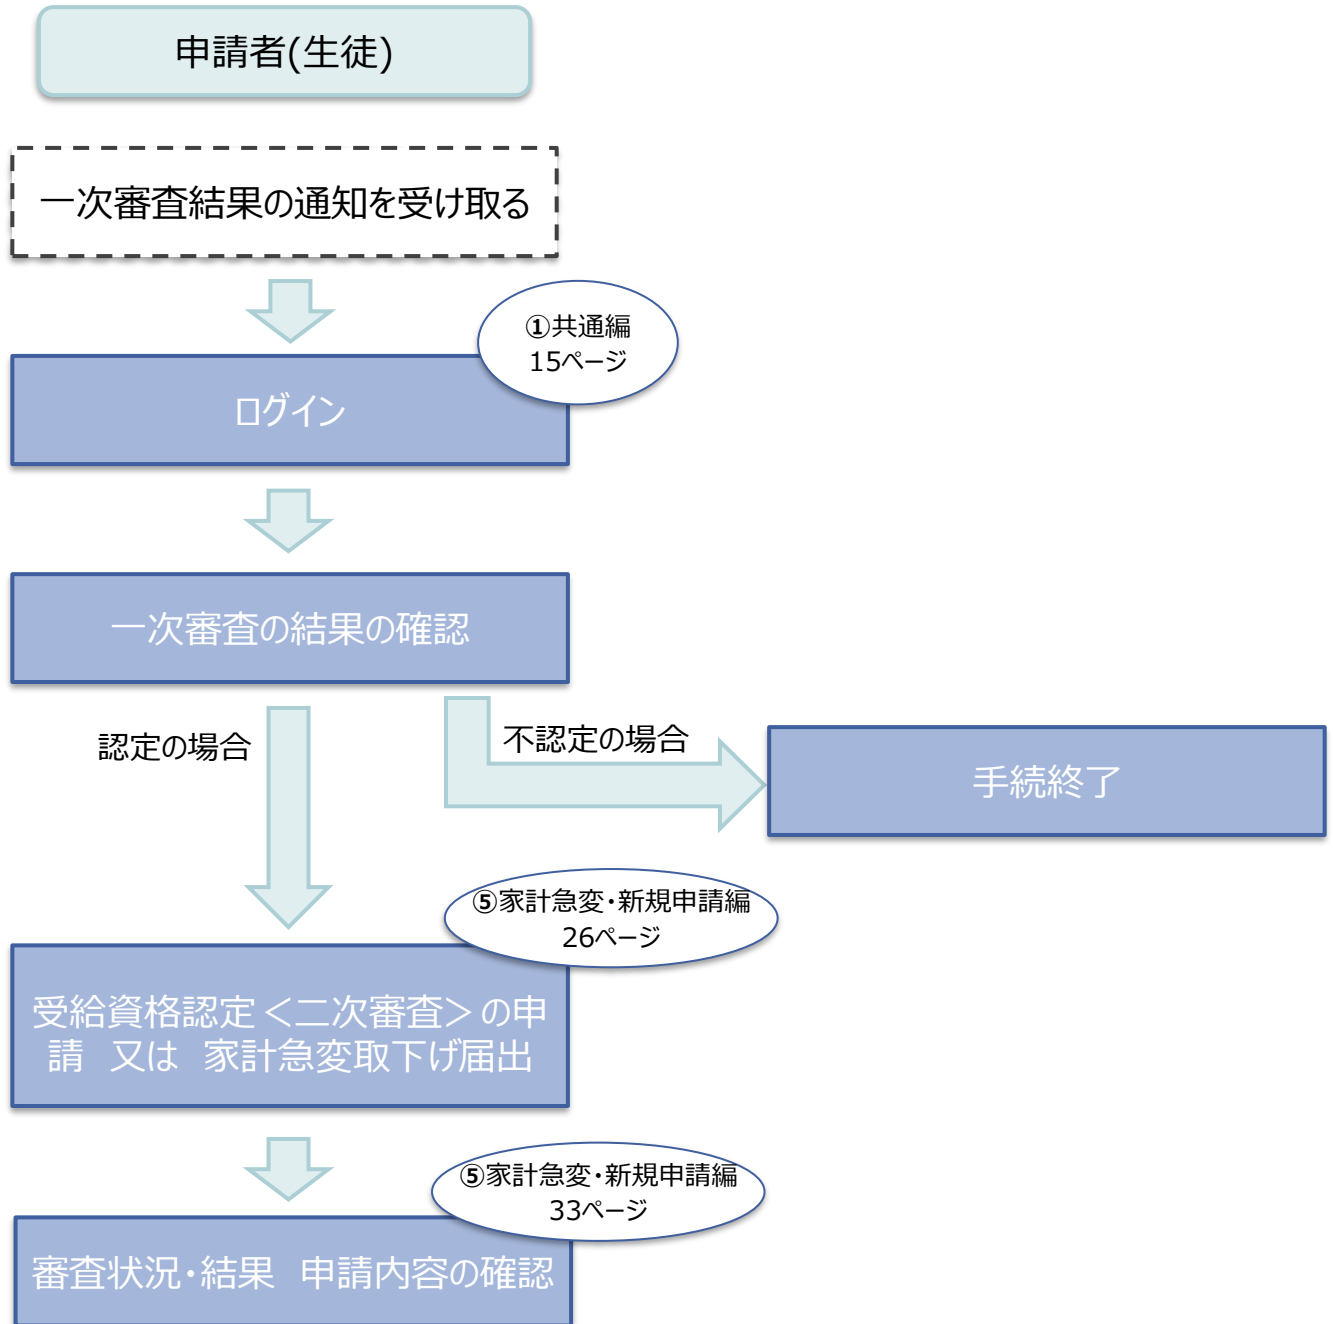 申請者(生徒)
一次審査結果の通知を受け取る
①共通編
15ページ
ログイン
一次審査の結果の確認
認定の場合
不認定の場合
手続終了
⑤家計急変・新規申請編
26ページ
受給資格認定＜二次審査＞の申
請　又は　家計急変取下げ届出
⑤家計急変・新規申請編
33ページ
審査状況・結果　申請内容の確認